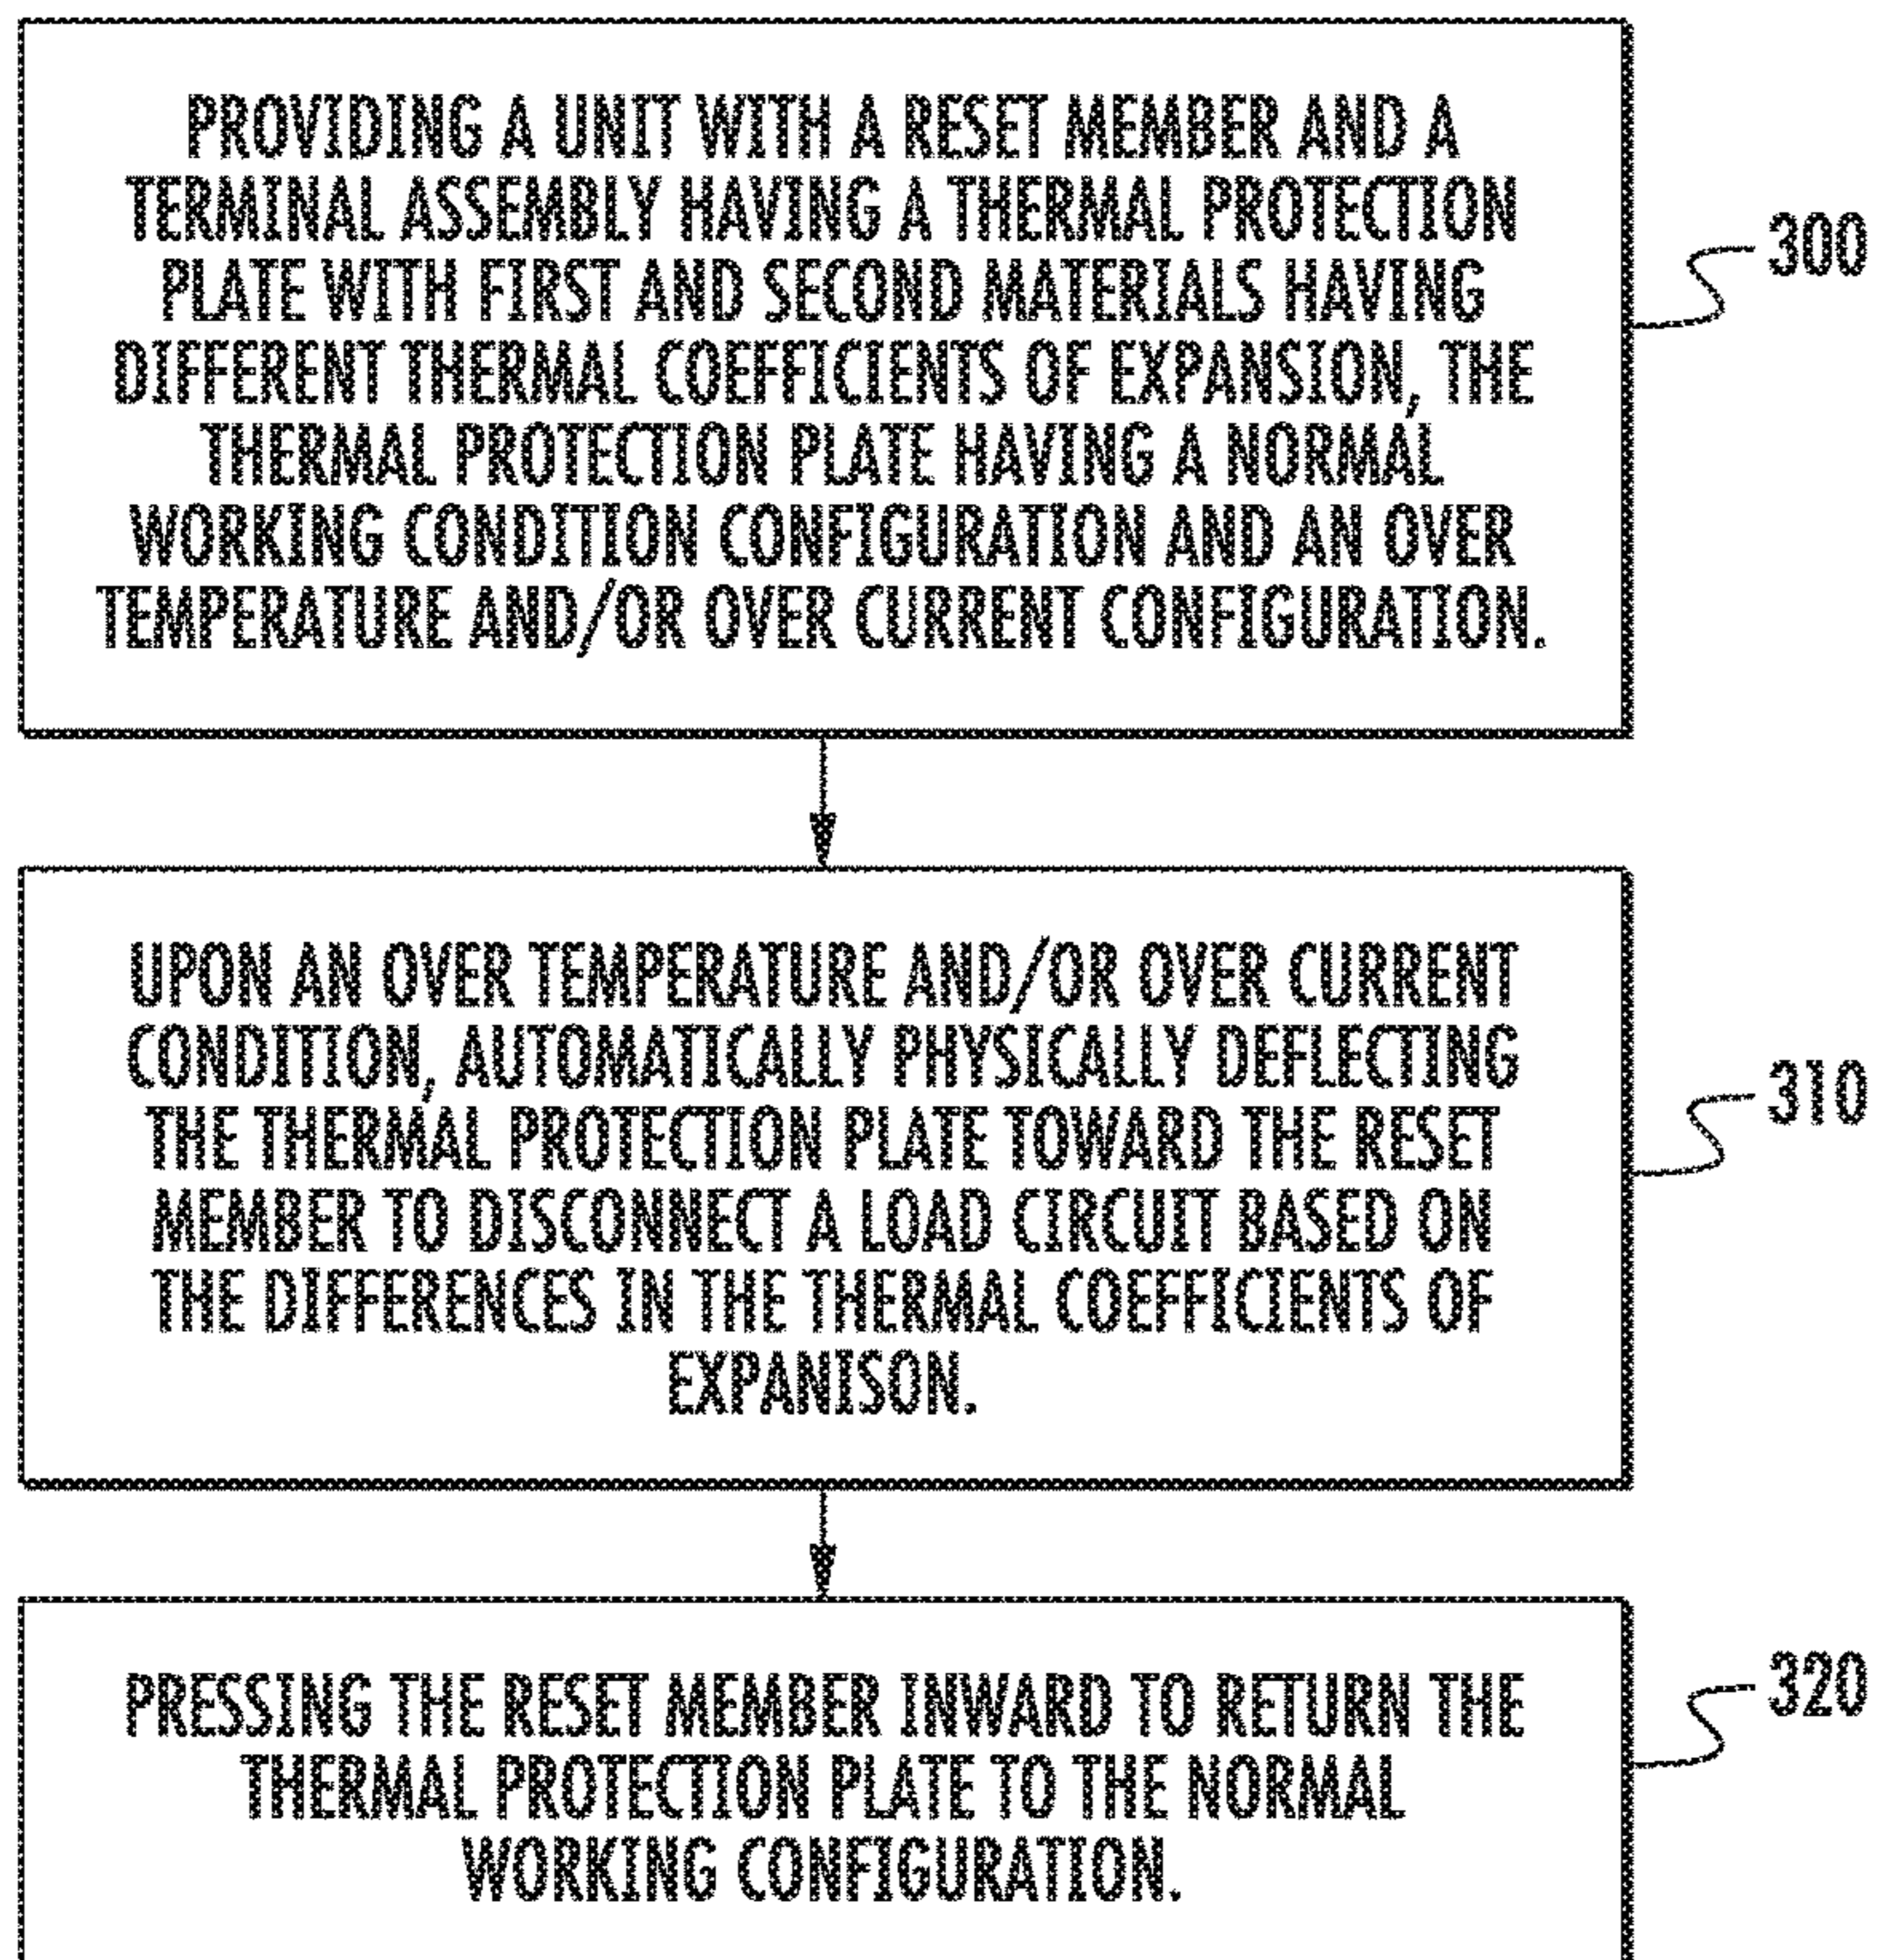 PROVIDING A UNIT WITH A RESET MEMBER AND A
TERMINAL ASSEMBLY HAVING A THERMAL PROTECTION
PLATE WITH FIRST AND SECOND MATERIALS HAVING
DIFFERENT THERMAL COEFFICIENTS OF EXPANSION, THE
THERMAL PROTECTION PLATE HAVING A NORMAL
WORKING CONDITION CONFIGURATION AND AN OVER
TEMPERATURE AND/OR OVER CURRENT CONFIGURATION.
300
UPON AN OVER TEMPERATURE AND/OR OVER CURRENT
CONDITION, AUTOMATICALLY PHYSICALLY DEFLECTING
THE THERMAL PROTECTION PLATE TOWARD THE RESET
MEMBER TO DISCONNECT A LOAD CIRCUIT BASED ON
THE DIFFERENCES IN THE THERMAL COEFFICIENTS OF
EXPANISON.
310
PRESSING THE RESET MEMBER INWARD TO RETURN THE
THERMAL PROTECTION PLATE TO THE NORMAL
WORKING CONFIGURATION.
320